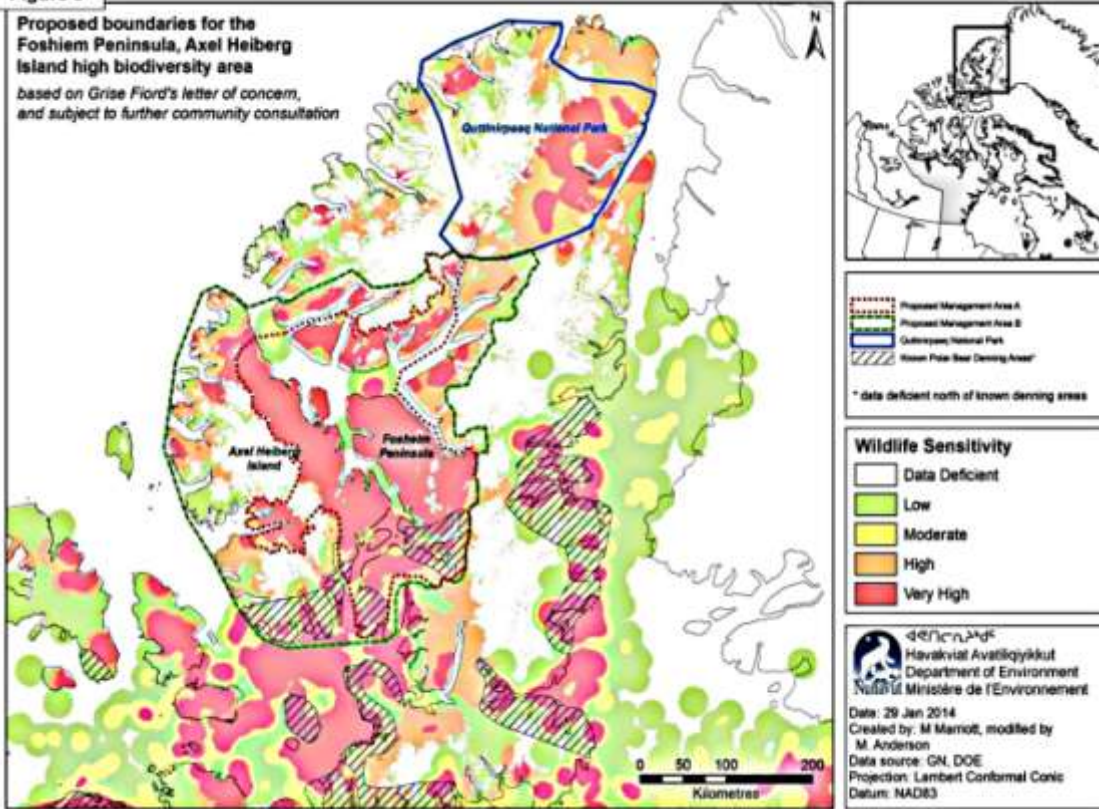 Proposed boundaries for the
Foshiem Peninsula, Axel Heiberg
Island high biodiversity area
based on Grise Fiord's letter of concern,
and subject to further community consultation
N
Quttinirpaaq National Park
Axel Heiberg
Island
Fosheim
Peninsula
0 50 100 200
Kilometres
Proposed Management Area A
Proposed Management Area B
Quttinirpaaq National Park
Known Polar Bear Denning Areas*
* data deficient north of known denning areas
Wildlife Sensitivity
Data Deficient
Low
Moderate
High
Very High
Havakviat Avatiliqiyikkut
Department of Environment
Ministère de l'Environnement
Date: 29 Jan 2014
Created by: M Marriott, modified by
M. Anderson
Data source: GN, DOE
Projection: Lambert Conformal Conic
Datum: NAD83